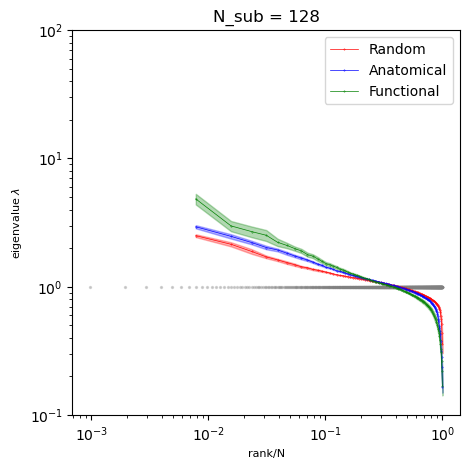 N_sub = 128
Random
Anatomical
Functional
eigenvalue λ
10²
10¹
10⁰
10⁻¹
10⁻³
10⁻²
10⁻¹
10⁰
rank/N